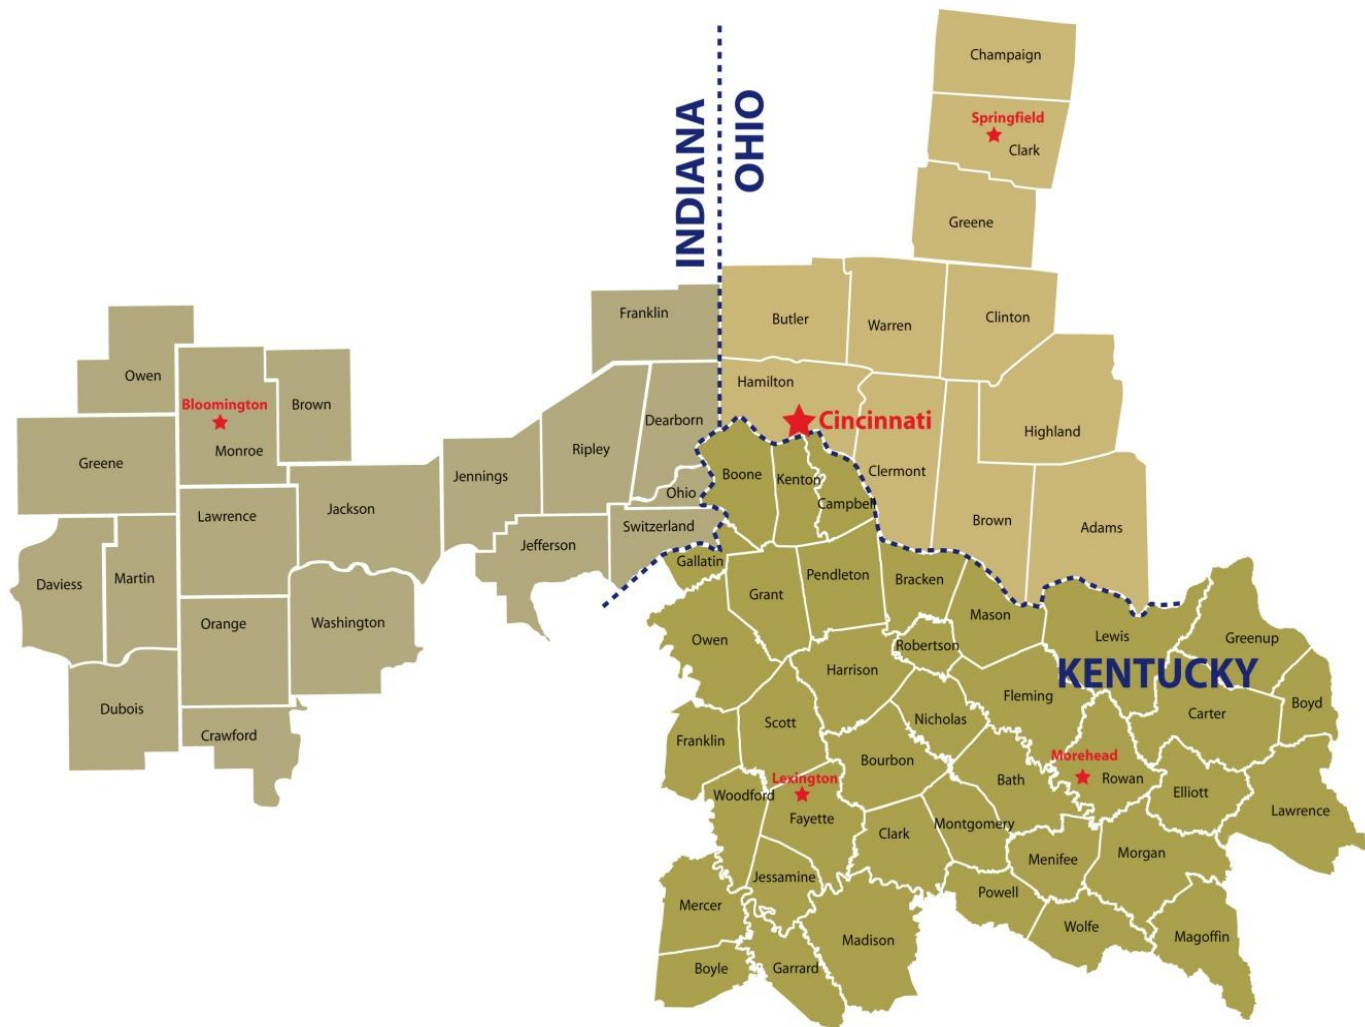 Champaign
Springfield
Clark
Greene
INDIANA
OHIO
Franklin
Butler
Warren
Clinton
Owen
Bloomington
Brown
Monroe
Greene
Dearborn
Hamilton
Cincinnati
Highland
Ripley
Jennings
Clermont
Boone
Kenton
Campbell
Ohio
Lawrence
Jackson
Switzerland
Jefferson
Brown
Adams
Daviess
Martin
Gallatin
Grant
Pendleton
Bracken
Mason
Orange
Washington
Owen
Robertson
Lewis
Greenup
Harrison
KENTUCKY
Fleming
Dubois
Crawford
Franklin
Scott
Nicholas
Carter
Boyd
Bourbon
Morehead
Rowan
Bath
Lexington
Woodford
Fayette
Elliott
Lawrence
Clark
Montgomery
Menifee
Morgan
Jessamine
Powell
Mercer
Wolfe
Magoffin
Madison
Boyle
Garrard